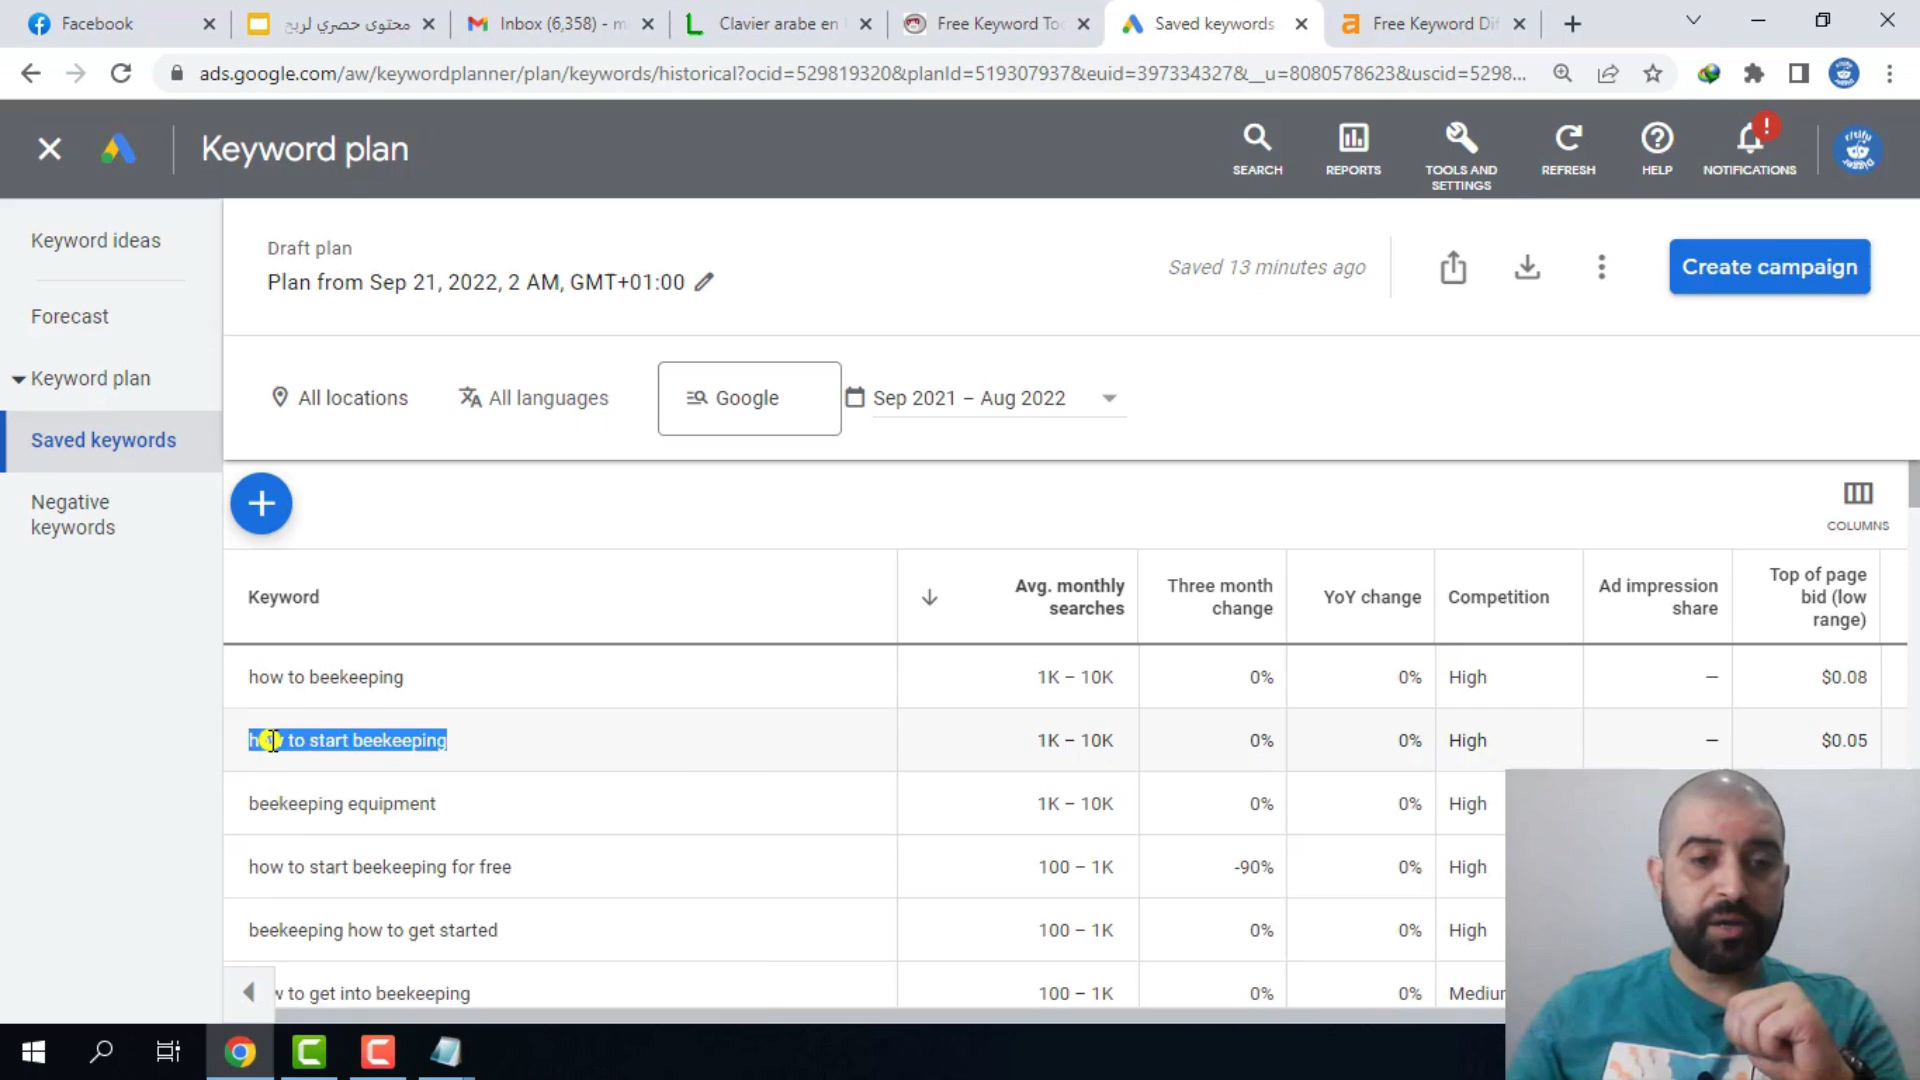 Facebook
محتوى حصري لربح
Inbox (6,358) - m
Clavier arabe en
Free Keyword Too
Saved keywords
Free Keyword Dif
ads.google.com/aw/keywordplanner/plan/keywords/historical?ocid=529819320&planId=519307937&euid=397334327&__u=8080578623&uscid=5298...
Keyword plan
SEARCH
REPORTS
TOOLS AND
SETTINGS
REFRESH
HELP
NOTIFICATIONS
Keyword ideas
Forecast
Keyword plan
Saved keywords
Negative
keywords
Draft plan
Plan from Sep 21, 2022, 2 AM, GMT+01:00
Saved 13 minutes ago
Create campaign
All locations
All languages
Google
Sep 2021 – Aug 2022
COLUMNS
Keyword
Avg. monthly
searches
Three month
change
YoY change
Competition
Ad impression
share
Top of page
bid (low
range)
how to beekeeping 1K – 10K 0% 0% High — $0.08
how to start beekeeping 1K – 10K 0% 0% High — $0.05
beekeeping equipment 1K – 10K 0% 0% High
how to start beekeeping for free 100 – 1K -90% 0% High
beekeeping how to get started 100 – 1K 0% 0% High
w to get into beekeeping 100 – 1K 0% 0% Medium